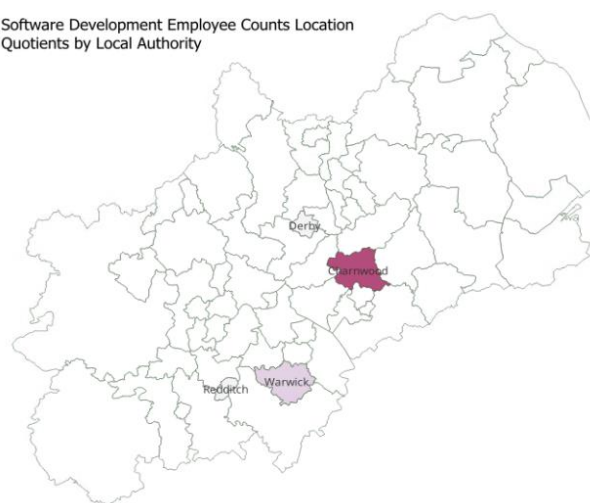 Software Development Employee Counts Location
Quotients by Local Authority
Derby
Charnwood
Redditch
Warwick